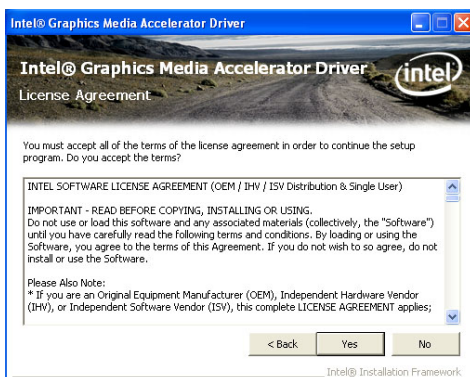 Intel® Graphics Media Accelerator Driver
Intel® Graphics Media Accelerator Driver
intel
License Agreement
You must accept all of the terms of the license agreement in order to continue the setup
program. Do you accept the terms?
INTEL SOFTWARE LICENSE AGREEMENT (OEM / IHV / ISV Distribution & Single User)
IMPORTANT - READ BEFORE COPYING, INSTALLING OR USING.
Do not use or load this software and any associated materials (collectively, the "Software")
until you have carefully read the following terms and conditions. By loading or using the
Software, you agree to the terms of this Agreement. If you do not wish to so agree, do not
install or use the Software.
Please Also Note:
* If you are an Original Equipment Manufacturer (OEM), Independent Hardware Vendor
(IHV), or Independent Software Vendor (ISV), this complete LICENSE AGREEMENT applies;
< Back Yes No
Intel® Installation Framework